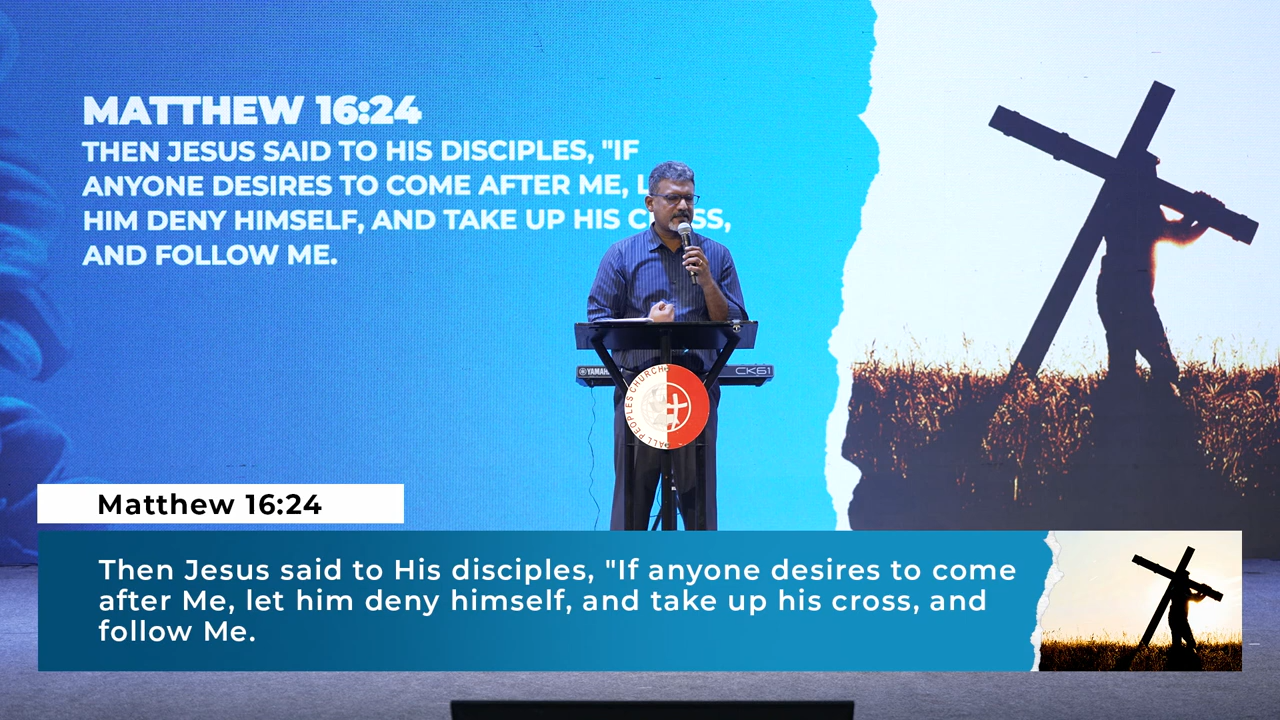 MATTHEW 16:24
THEN JESUS SAID TO HIS DISCIPLES, "IF
ANYONE DESIRES TO COME AFTER ME, L
HIM DENY HIMSELF, AND TAKE UP HIS C SS,
AND FOLLOW ME.
YAMAHA CK61
ALL PEOPLES CHURCH
Matthew 16:24
Then Jesus said to His disciples, "If anyone desires to come
after Me, let him deny himself, and take up his cross, and
follow Me.